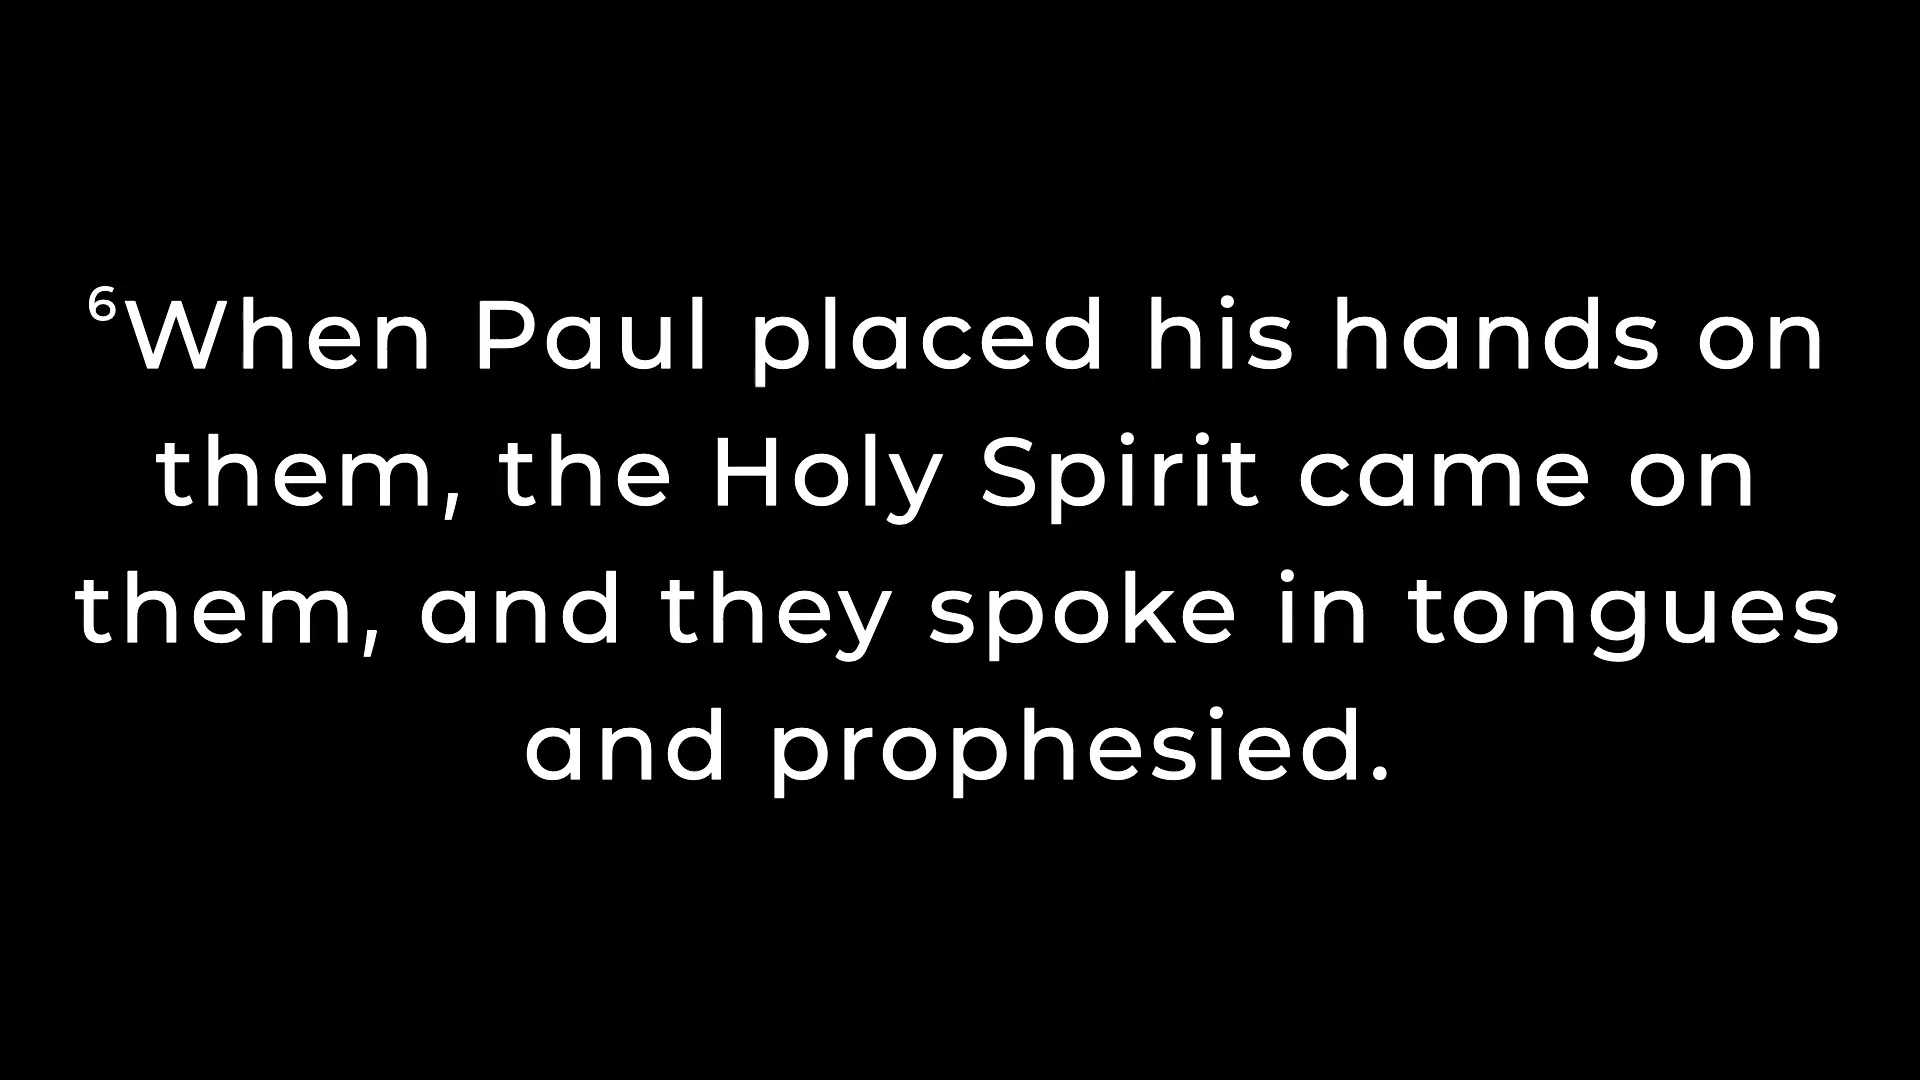 ⁶When Paul placed his hands on
them, the Holy Spirit came on
them, and they spoke in tongues
and prophesied.